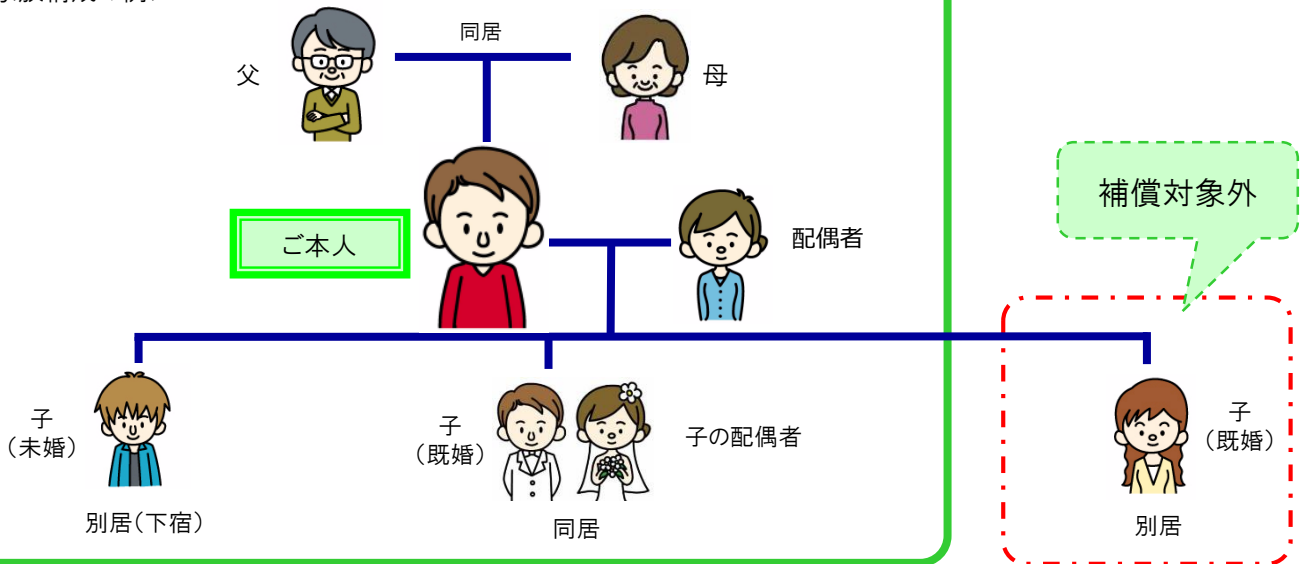 同居
父
母
補償対象外
ご本人
配偶者
子
（未婚）
子
（既婚）
子の配偶者
子
（既婚）
別居（下宿）
同居
別居